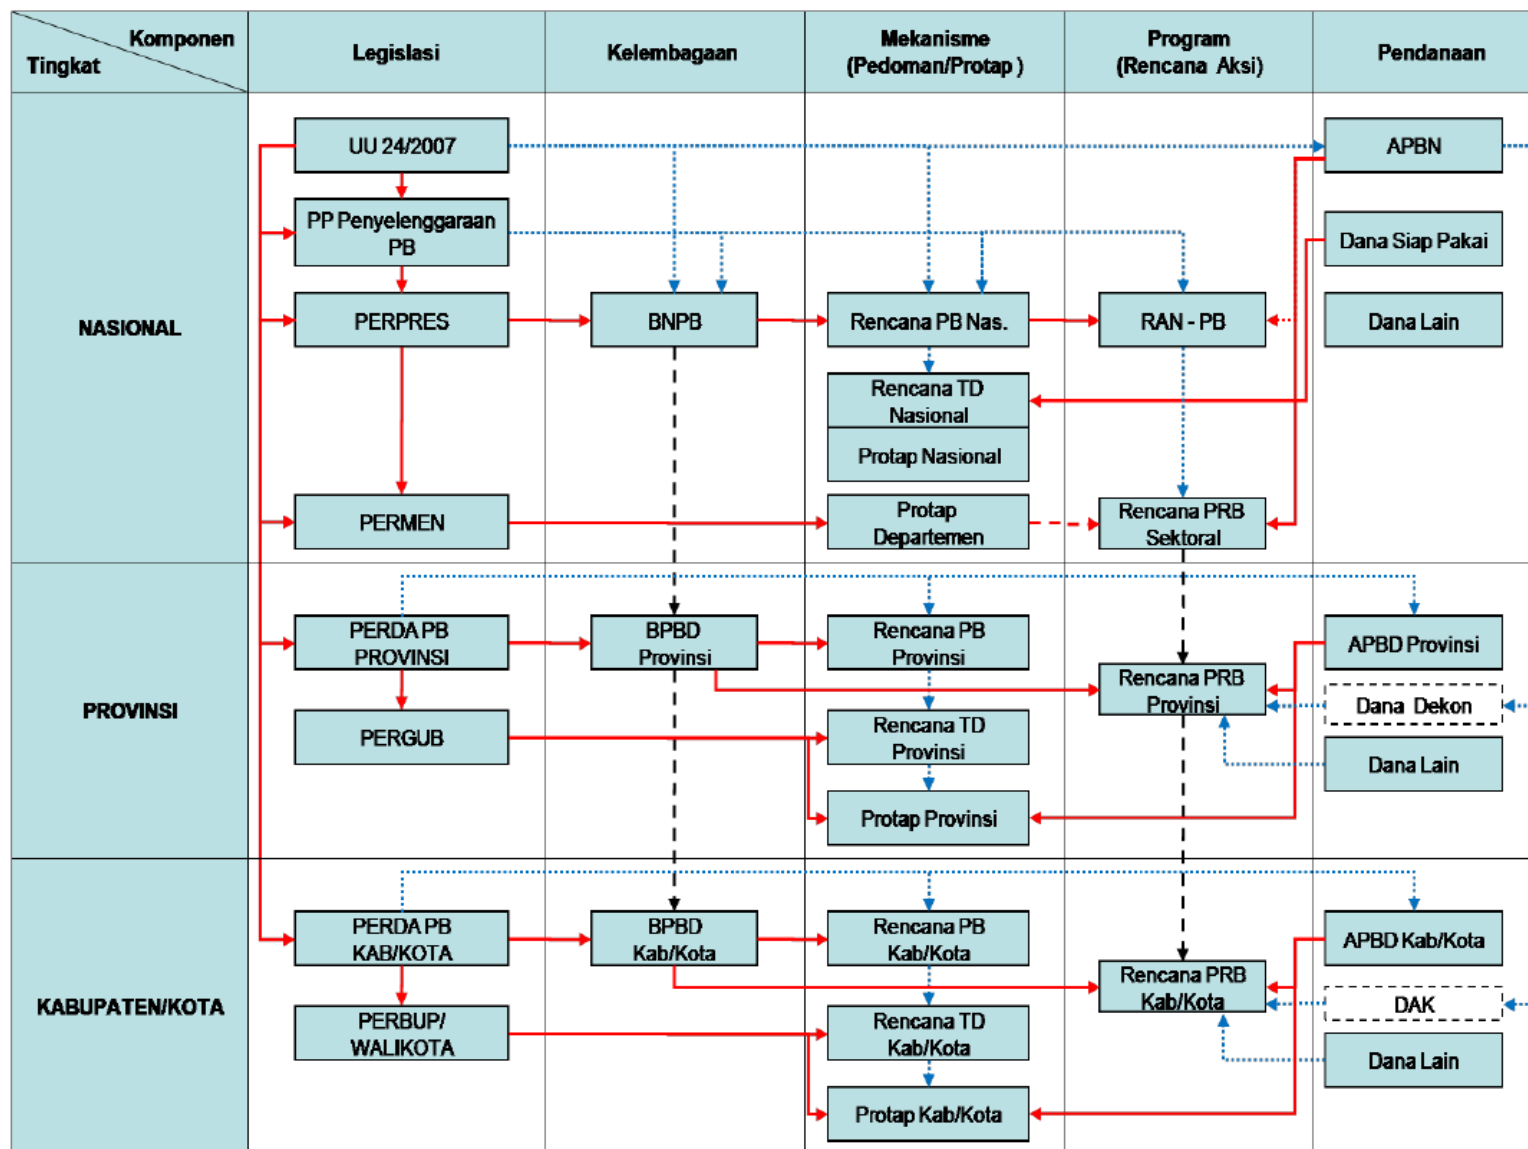 Komponen
Tingkat
Legislasi
Kelembagaan
Mekanisme
(Pedoman/Protap )
Program
(Rencana Aksi)
Pendanaan
NASIONAL
UU 24/2007
APBN
PP Penyelenggaraan
PB
Dana Siap Pakai
PERPRES
BNPB
Rencana PB Nas.
RAN - PB
Dana Lain
Rencana TD
Nasional
Protap Nasional
PERMEN
Protap
Departemen
Rencana PRB
Sektoral
PROVINSI
PERDA PB
PROVINSI
BPBD
Provinsi
Rencana PB
Provinsi
Rencana PRB
Provinsi
APBD Provinsi
Dana Dekon
PERGUB
Rencana TD
Provinsi
Dana Lain
Protap Provinsi
KABUPATEN/KOTA
PERDA PB
KAB/KOTA
BPBD
Kab/Kota
Rencana PB
Kab/Kota
Rencana PRB
Kab/Kota
APBD Kab/Kota
DAK
PERBUP/
WALIKOTA
Rencana TD
Kab/Kota
Dana Lain
Protap Kab/Kota